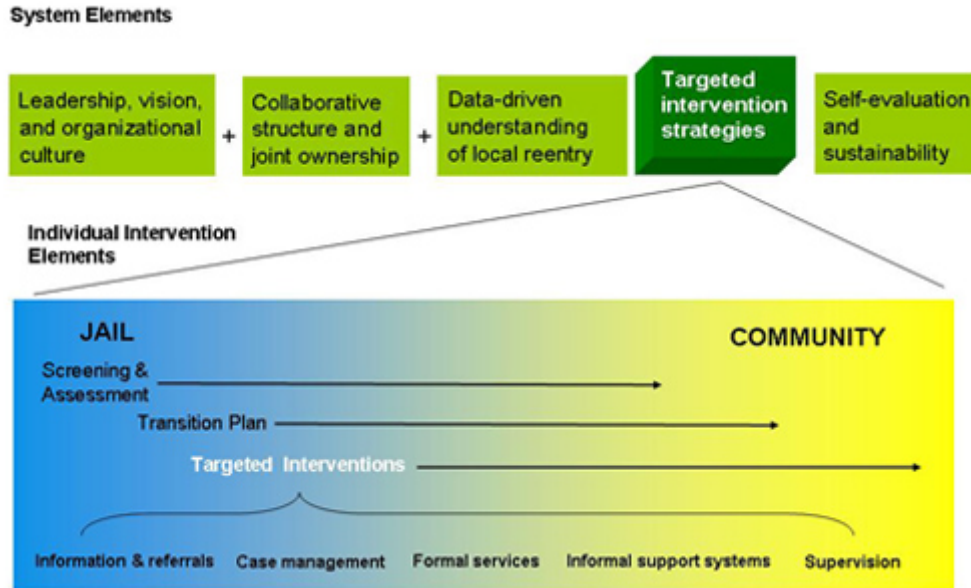 System Elements
Leadership, vision,
and organizational
culture
+
Collaborative
structure and
joint ownership
+
Data-driven
understanding
of local reentry
Targeted
intervention
strategies
Self-evaluation
and
sustainability
Individual Intervention
Elements
JAIL
COMMUNITY
Screening &
Assessment
Transition Plan
Targeted Interventions
Information & referrals
Case management
Formal services
Informal support systems
Supervision